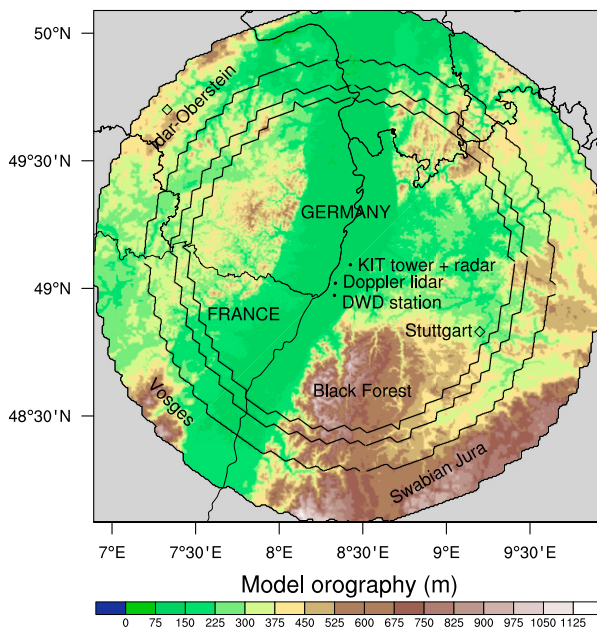 50°N
Idar-Oberstein
49°30'N
GERMANY
KIT tower + radar
Doppler lidar
49°N
DWD station
FRANCE
Stuttgart
Vosges
Black Forest
48°30'N
Swabian Jura
7°E 7°30'E 8°E 8°30'E 9°E 9°30'E
Model orography (m)
0 75 150 225 300 375 450 525 600 675 750 825 900 975 1050 1125